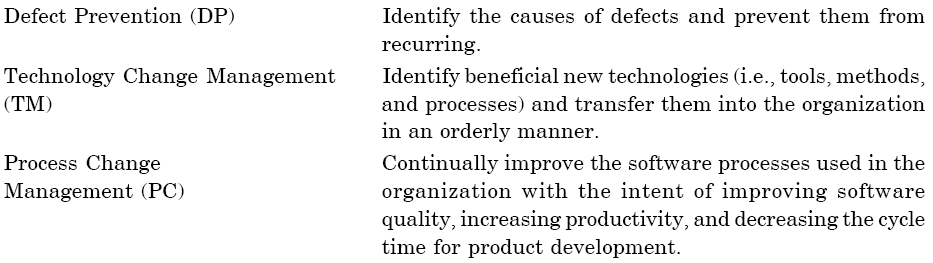 Defect Prevention (DP) Identify the causes of defects and prevent them from
recurring.
Technology Change Management Identify beneficial new technologies (i.e., tools, methods,
(TM) and processes) and transfer them into the organization
in an orderly manner.
Process Change Continually improve the software processes used in the
Management (PC) organization with the intent of improving software
quality, increasing productivity, and decreasing the cycle
time for product development.